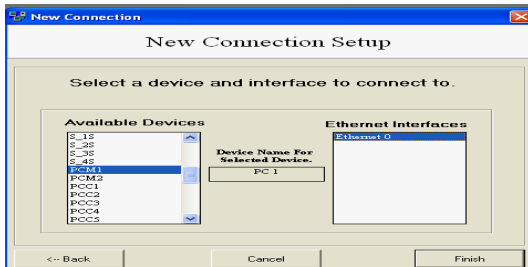 New Connection
New Connection Setup
Select a device and interface to connect to.
Available Devices
S_1S
S_2S
S_3S
S_4S
PCM1
PCM2
PCC1
PCC2
PCC3
PCC4
PCC5
Device Name For
Selected Device.
PC 1
Ethernet Interfaces
Ethernet 0
<-- Back
Cancel
Finish